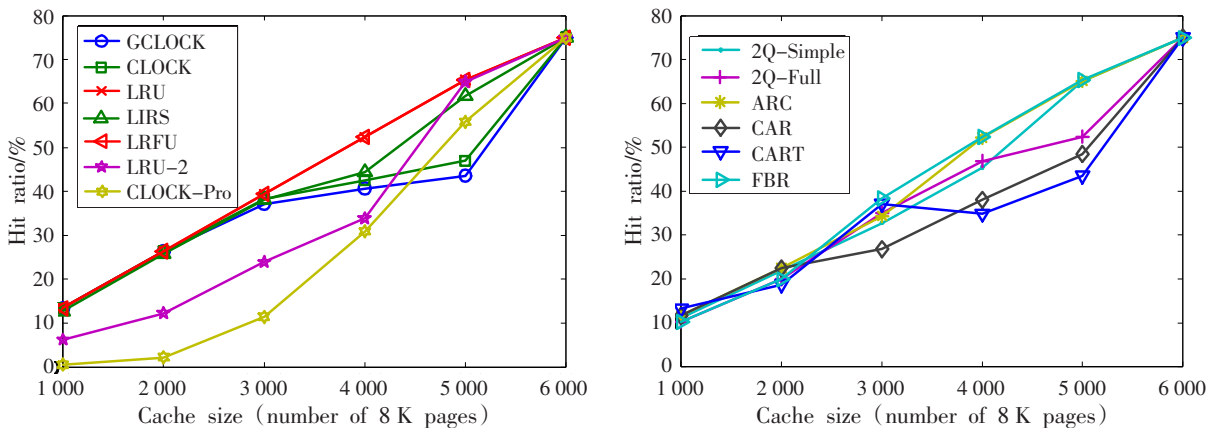 80
70
60
50
40
30
20
10
0
GCLOCK
CLOCK
LRU
LIRS
LRFU
LRU-2
CLOCK-Pro
Hit ratio/%
1 000 2 000 3 000 4 000 5 000 6 000
Cache size (number of 8 K pages)
80
70
60
50
40
30
20
10
0
2Q-Simple
2Q-Full
ARC
CAR
CART
FBR
Hit ratio/%
1 000 2 000 3 000 4 000 5 000 6 000
Cache size (number of 8 K pages)